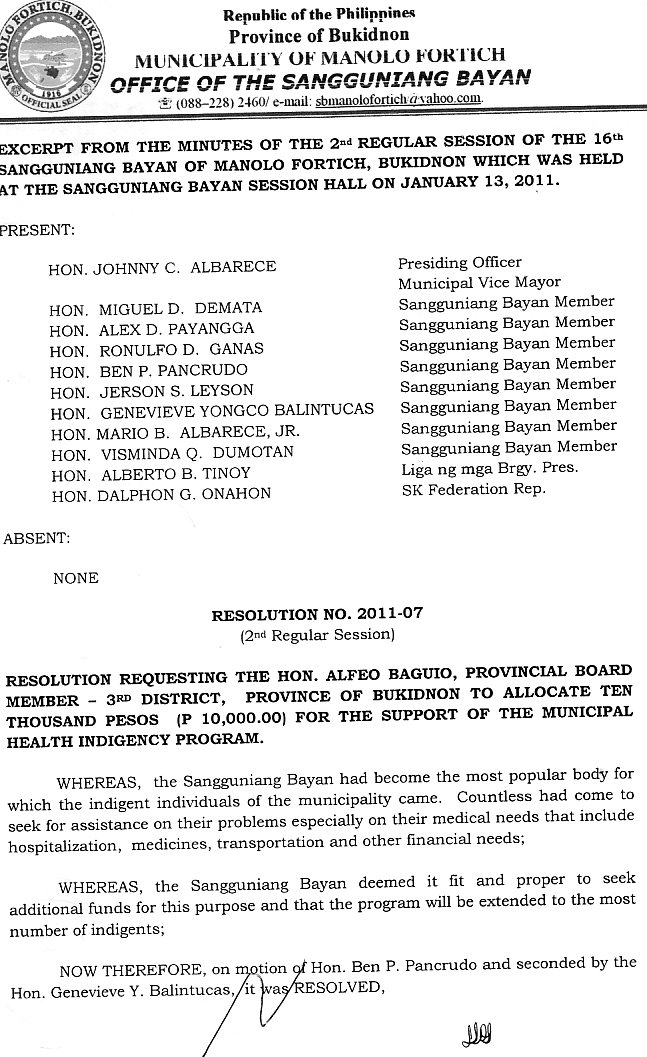 MANOLO FORTICH, BUKIDNON
1916
OFFICIAL SEAL
Republic of the Philippines
Province of Bukidnon
MUNICIPALITY OF MANOLO FORTICH
OFFICE OF THE SANGGUNIANG BAYAN
☏ (088–228) 2460/ e-mail: sbmanolofortich@yahoo.com.
EXCERPT FROM THE MINUTES OF THE 2nd REGULAR SESSION OF THE 16th
SANGGUNIANG BAYAN OF MANOLO FORTICH, BUKIDNON WHICH WAS HELD
AT THE SANGGUNIANG BAYAN SESSION HALL ON JANUARY 13, 2011.
PRESENT:
HON. JOHNNY C. ALBARECE Presiding Officer
Municipal Vice Mayor
HON. MIGUEL D. DEMATA Sangguniang Bayan Member
HON. ALEX D. PAYANGGA Sangguniang Bayan Member
HON. RONULFO D. GANAS Sangguniang Bayan Member
HON. BEN P. PANCRUDO Sangguniang Bayan Member
HON. JERSON S. LEYSON Sangguniang Bayan Member
HON. GENEVIEVE YONGCO BALINTUCAS Sangguniang Bayan Member
HON. MARIO B. ALBARECE, JR. Sangguniang Bayan Member
HON. VISMINDA Q. DUMOTAN Sangguniang Bayan Member
HON. ALBERTO B. TINOY Liga ng mga Brgy. Pres.
HON. DALPHON G. ONAHON SK Federation Rep.
ABSENT:
NONE
RESOLUTION NO. 2011-07
(2nd Regular Session)
RESOLUTION REQUESTING THE HON. ALFEO BAGUIO, PROVINCIAL BOARD
MEMBER – 3RD DISTRICT, PROVINCE OF BUKIDNON TO ALLOCATE TEN
THOUSAND PESOS (P 10,000.00) FOR THE SUPPORT OF THE MUNICIPAL
HEALTH INDIGENCY PROGRAM.
WHEREAS, the Sangguniang Bayan had become the most popular body for
which the indigent individuals of the municipality came. Countless had come to
seek for assistance on their problems especially on their medical needs that include
hospitalization, medicines, transportation and other financial needs;
WHEREAS, the Sangguniang Bayan deemed it fit and proper to seek
additional funds for this purpose and that the program will be extended to the most
number of indigents;
NOW THEREFORE, on motion of Hon. Ben P. Pancrudo and seconded by the
Hon. Genevieve Y. Balintucas, it was RESOLVED,